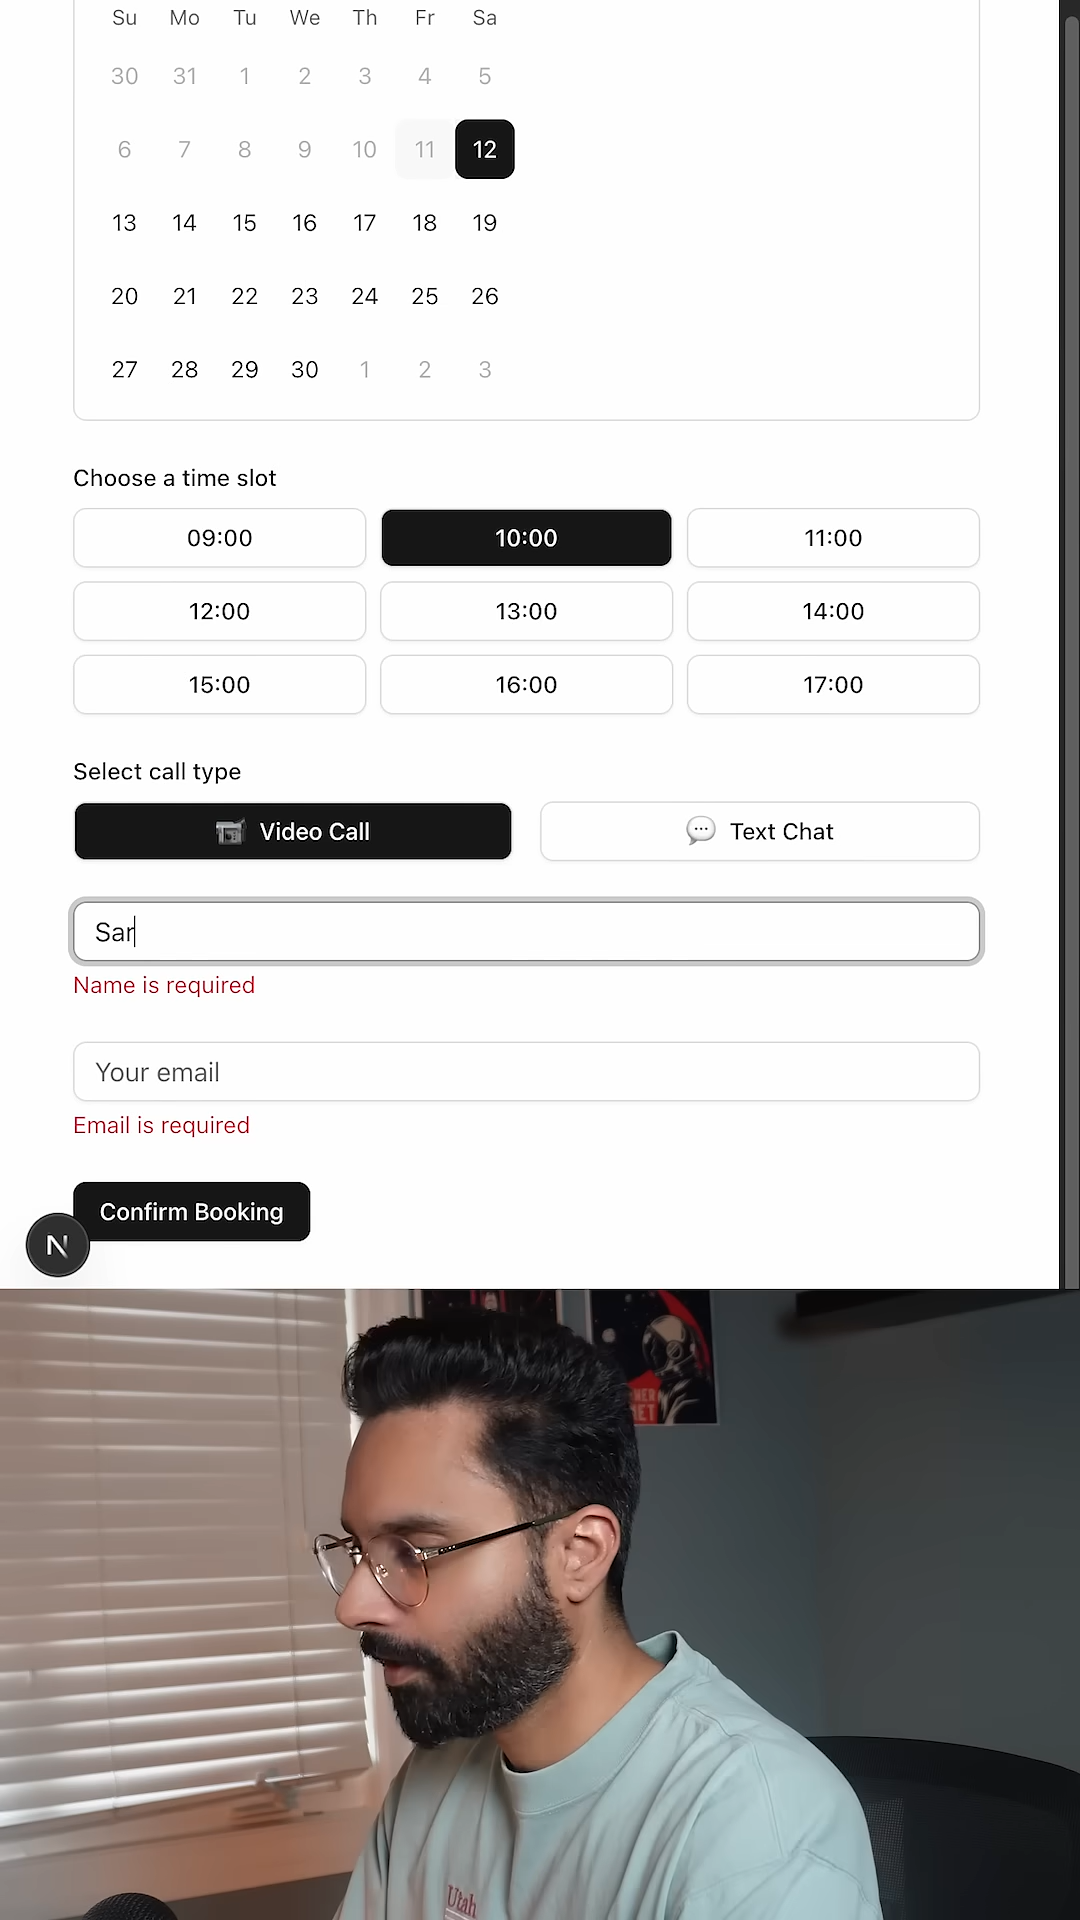 Su Mo Tu We Th Fr Sa
30 31 1 2 3 4 5
6 7 8 9 10 11 12
13 14 15 16 17 18 19
20 21 22 23 24 25 26
27 28 29 30 1 2 3
Choose a time slot
09:00 10:00 11:00
12:00 13:00 14:00
15:00 16:00 17:00
Select call type
Video Call Text Chat
Sar
Name is required
Your email
Email is required
Confirm Booking
N
Utah